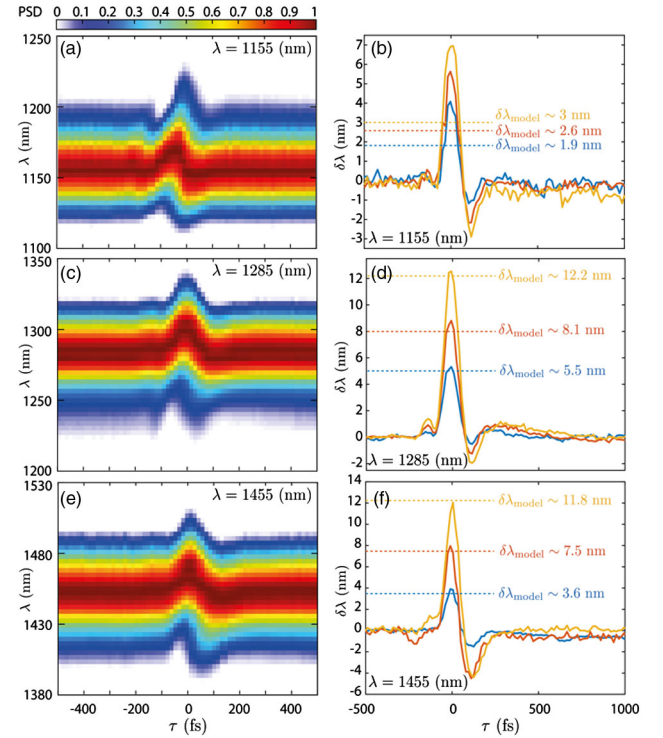 PSD 0 0.1 0.2 0.3 0.4 0.5 0.6 0.7 0.8 0.9 1
(a) λ = 1155 (nm)
1250
1200
1150
1100
λ (nm)
(b)
7
6
5
4
3
2
1
0
-1
-2
-3
δλ (nm)
δλmodel ~ 3 nm
δλmodel ~ 2.6 nm
δλmodel ~ 1.9 nm
λ = 1155 (nm)
(c) λ = 1285 (nm)
1350
1300
1250
1200
λ (nm)
(d)
12
10
8
6
4
2
0
-2
δλ (nm)
δλmodel ~ 12.2 nm
δλmodel ~ 8.1 nm
δλmodel ~ 5.5 nm
λ = 1285 (nm)
(e) λ = 1455 (nm)
1530
1480
1430
1380
λ (nm)
-400 -200 0 200 400
τ (fs)
(f)
14
12
10
8
6
4
2
0
-2
-4
-6
δλ (nm)
δλmodel ~ 11.8 nm
δλmodel ~ 7.5 nm
δλmodel ~ 3.6 nm
λ = 1455 (nm)
-500 0 500 1000
τ (fs)